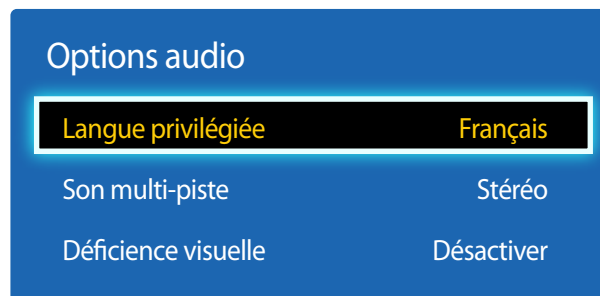 Options audio
Langue privilégiée Français
Son multi-piste Stéréo
Déficience visuelle Désactiver